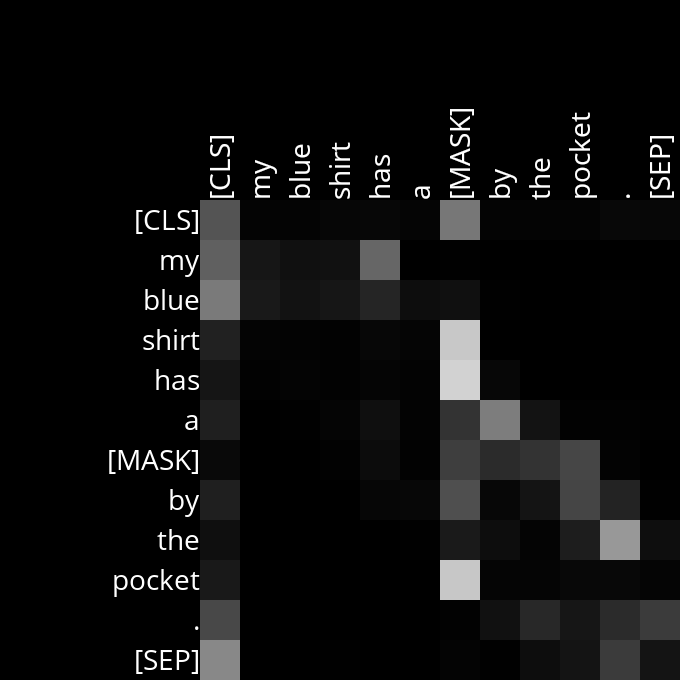 [CLS] my blue shirt has a [MASK] by the pocket . [SEP]
[CLS]
my
blue
shirt
has
a
[MASK]
by
the
pocket
.
[SEP]